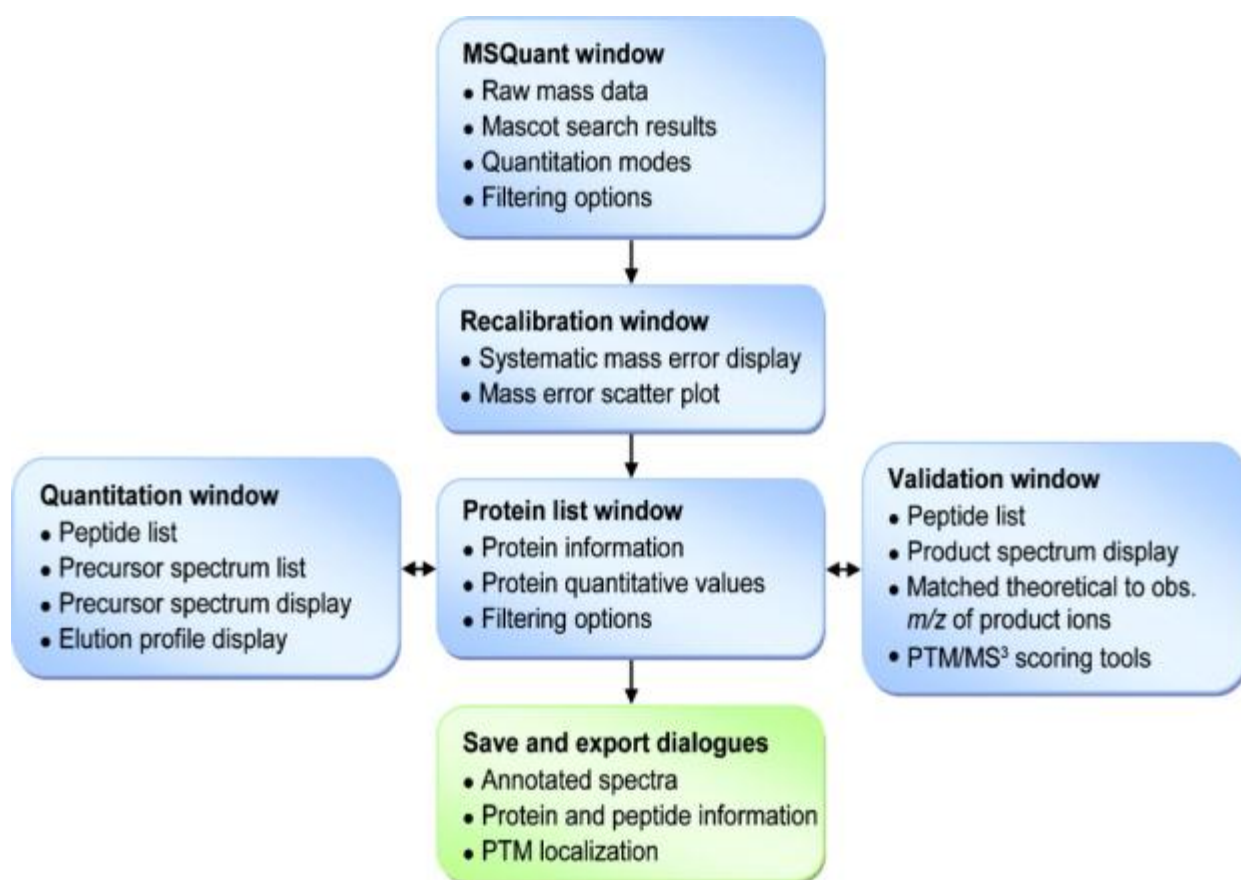 MSQuant window
• Raw mass data
• Mascot search results
• Quantitation modes
• Filtering options
Recalibration window
• Systematic mass error display
• Mass error scatter plot
Quantitation window
• Peptide list
• Precursor spectrum list
• Precursor spectrum display
• Elution profile display
Protein list window
• Protein information
• Protein quantitative values
• Filtering options
Validation window
• Peptide list
• Product spectrum display
• Matched theoretical to obs.
m/z of product ions
• PTM/MS³ scoring tools
Save and export dialogues
• Annotated spectra
• Protein and peptide information
• PTM localization